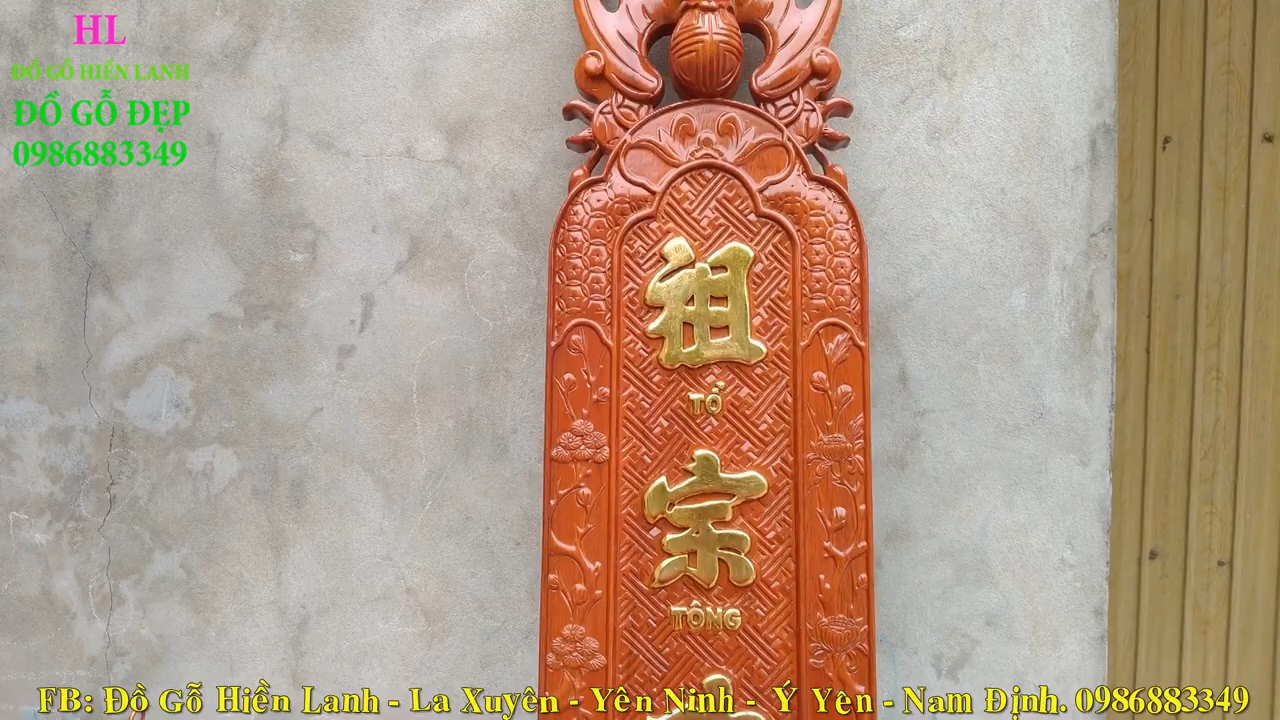 HL
ĐỒ GỖ HIỀN LANH
ĐỒ GỖ ĐẸP
0986883349
祖
TỔ
宗
TÔNG
FB: Đồ Gỗ Hiền Lanh - La Xuyên - Yên Ninh - Ý Yên - Nam Định. 0986883349